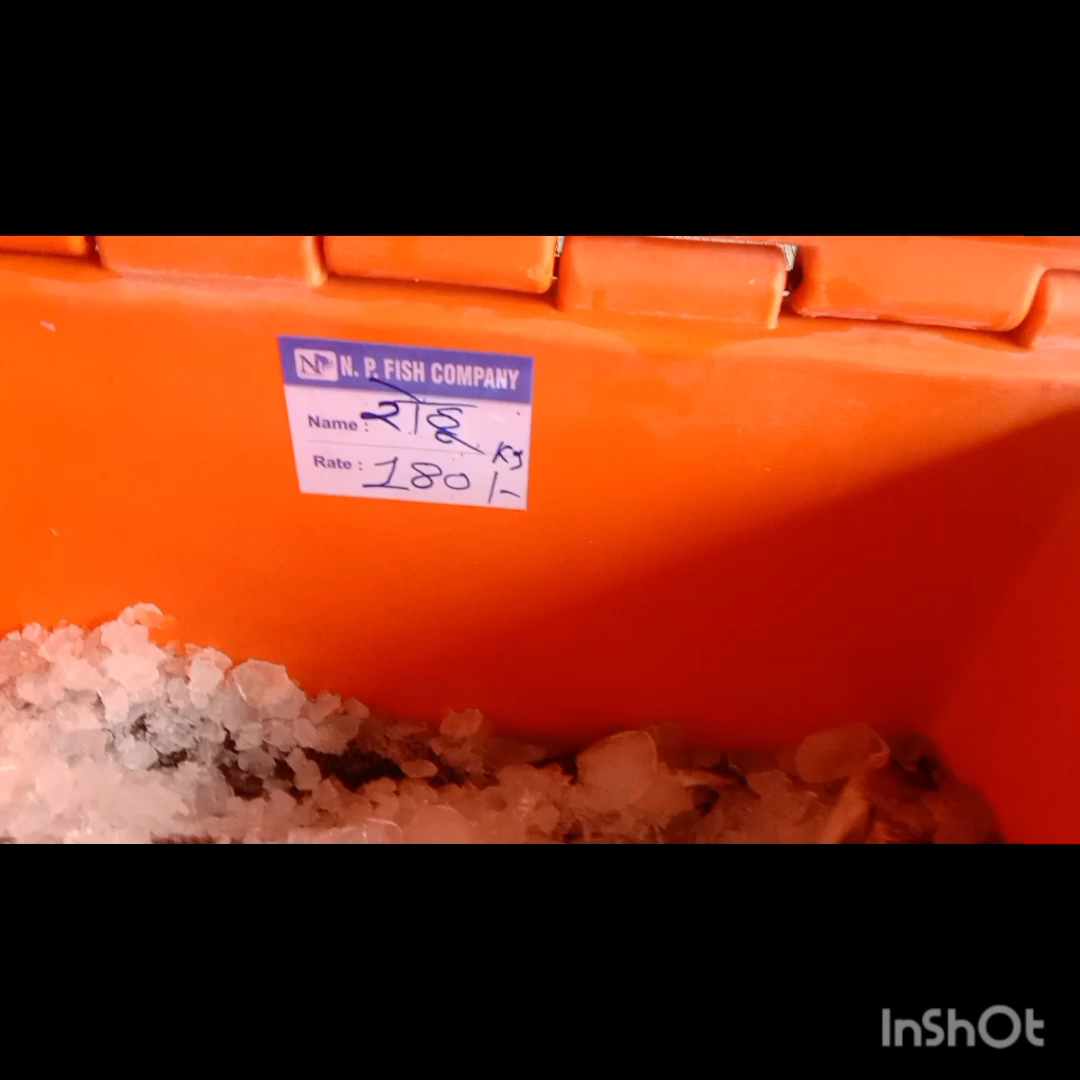 NP N. P. FISH COMPANY
Name : रोहू
Kg
Rate : 180/-
InShOt